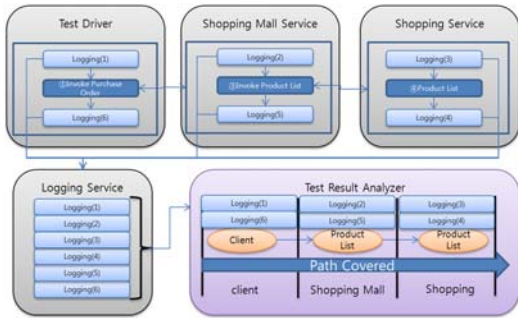 Test Driver
Shopping Mall Service
Shopping Service
Logging(1)
①Invoke Purchase
Order
Logging(6)
Logging(2)
③Invoke Product List
Logging(5)
Logging(3)
④Product List
Logging(4)
Logging Service
Logging(1)
Logging(2)
Logging(3)
Logging(4)
Logging(5)
Logging(6)
Test Result Analyzer
Logging(1)
Logging(2)
Logging(3)
Logging(6)
Logging(5)
Logging(4)
Client
Product
List
Product
List
Path Covered
client
Shopping Mall
Shopping